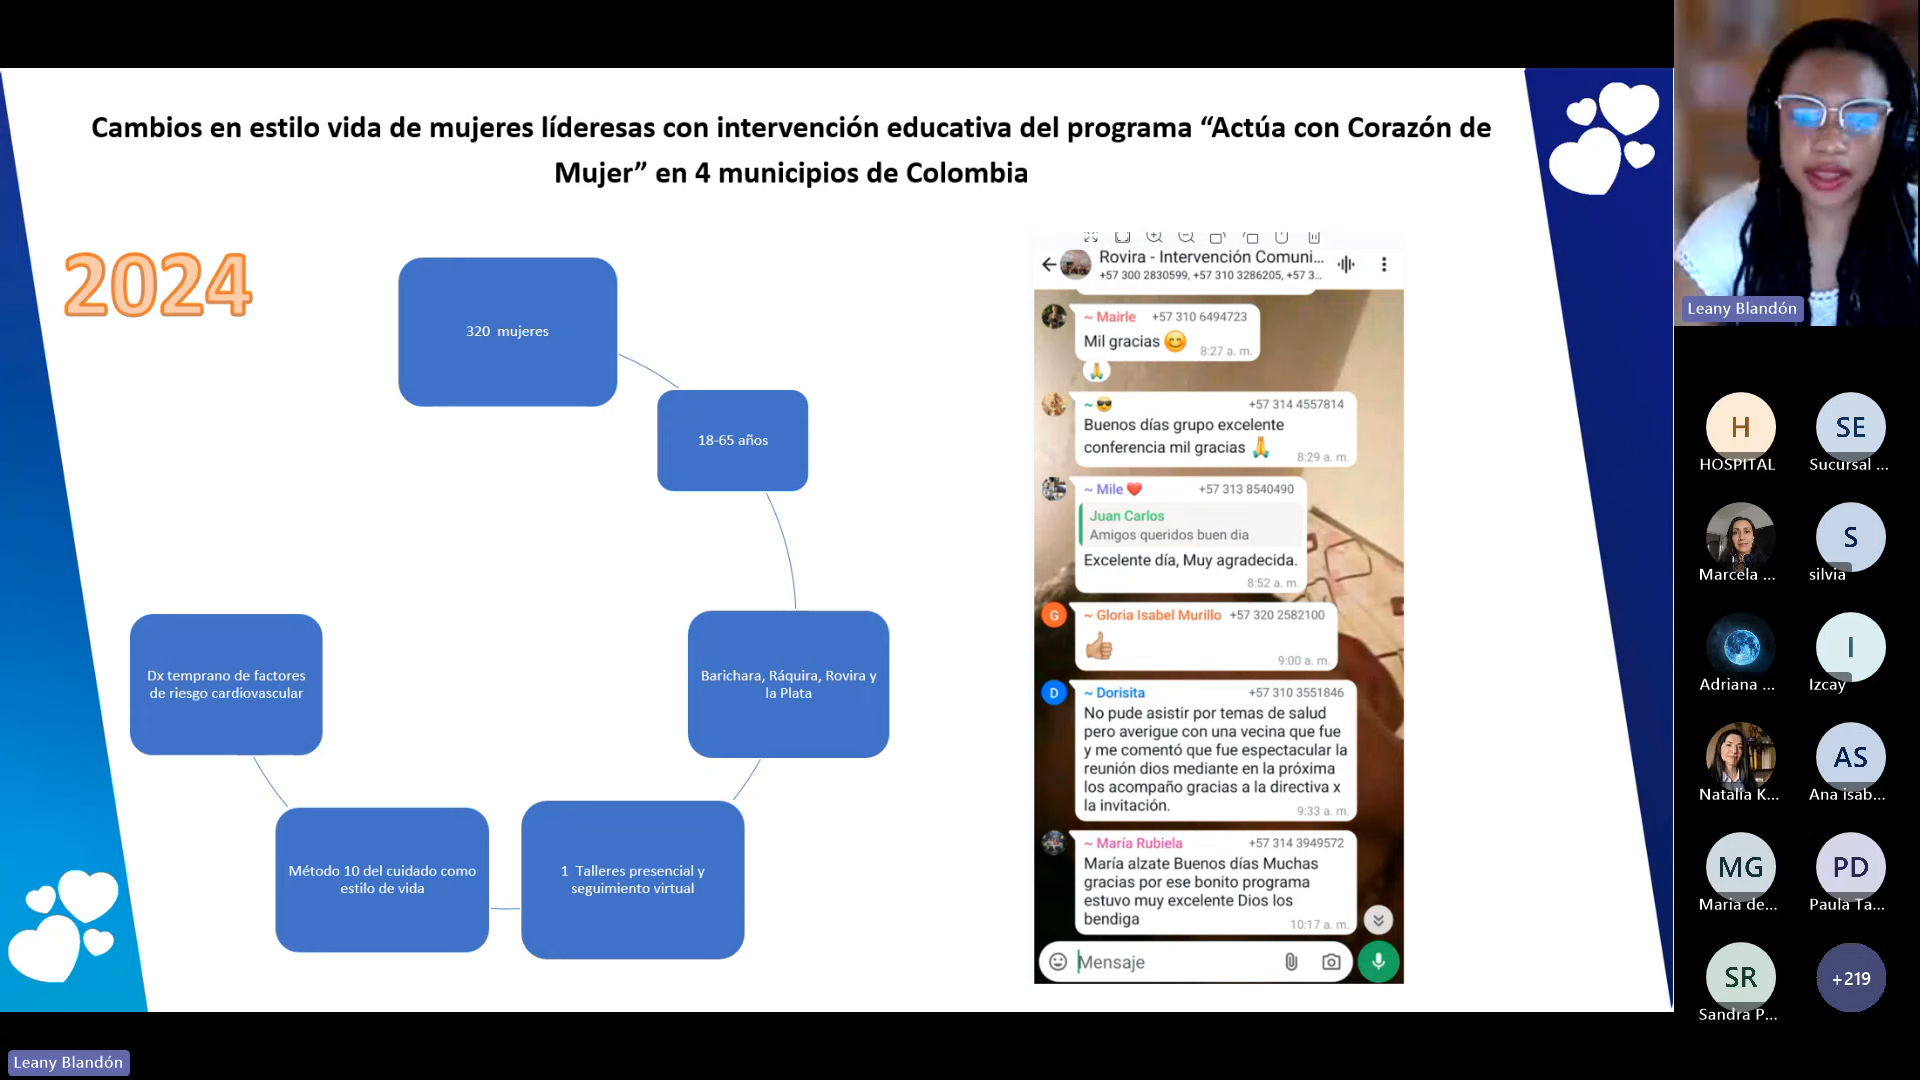 Cambios en estilo vida de mujeres líderesas con intervención educativa del programa “Actúa con Corazón de
Mujer” en 4 municipios de Colombia
2024
320 mujeres
18-65 años
Barichara, Ráquira, Rovira y
la Plata
1 Talleres presencial y
seguimiento virtual
Método 10 del cuidado como
estilo de vida
Dx temprano de factores
de riesgo cardiovascular
Rovira - Intervención Comuni...
+57 300 2830599, +57 310 3286205, +57 3...
~ Mairle +57 310 6494723
Mil gracias 😊
8:27 a. m.
🙏
~ 😎 +57 314 4557814
Buenos días grupo excelente
conferencia mil gracias 🙏
8:29 a. m.
~ Mile ❤️ +57 313 8540490
Juan Carlos
Amigos queridos buen dia
Excelente día, Muy agradecida.
8:52 a. m.
G
~ Gloria Isabel Murillo +57 320 2582100
👍
9:00 a. m.
D
~ Dorisita +57 310 3551846
No pude asistir por temas de salud
pero averigue con una vecina que fue
y me comentó que fue espectacular la
reunión dios mediante en la próxima
los acompaño gracias a la directiva x
la invitación.
9:33 a. m.
~ María Rubiela +57 314 3949572
María alzate Buenos días Muchas
gracias por ese bonito programa
estuvo muy excelente Dios los
bendiga
10:17 a. m.
Mensaje
Leany Blandón
H
HOSPITAL
SE
Sucursal ...
Marcela ...
S
silvia
Adriana ...
I
Izcay
Natalia K...
AS
Ana isab...
MG
Maria de...
PD
Paula Ta...
SR
Sandra P...
+219
Leany Blandón